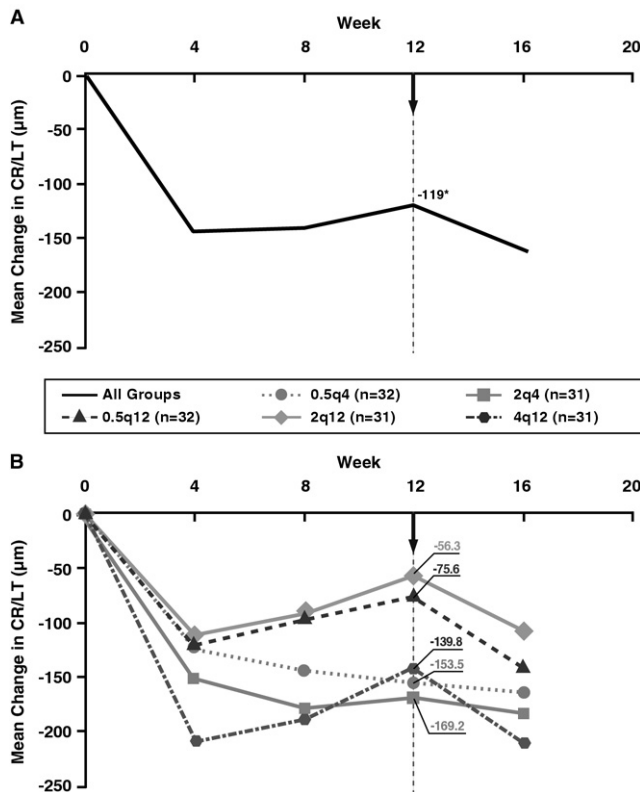 A
Week
0 4 8 12 16 20
0
-50
-100
-150
-200
-250
Mean Change in CR/LT (μm)
-119*
All Groups 0.5q4 (n=32) 2q4 (n=31)
0.5q12 (n=32) 2q12 (n=31) 4q12 (n=31)
B
Week
0 4 8 12 16 20
0
-50
-100
-150
-200
-250
Mean Change in CR/LT (μm)
-56.3
-75.6
-139.8
-153.5
-169.2